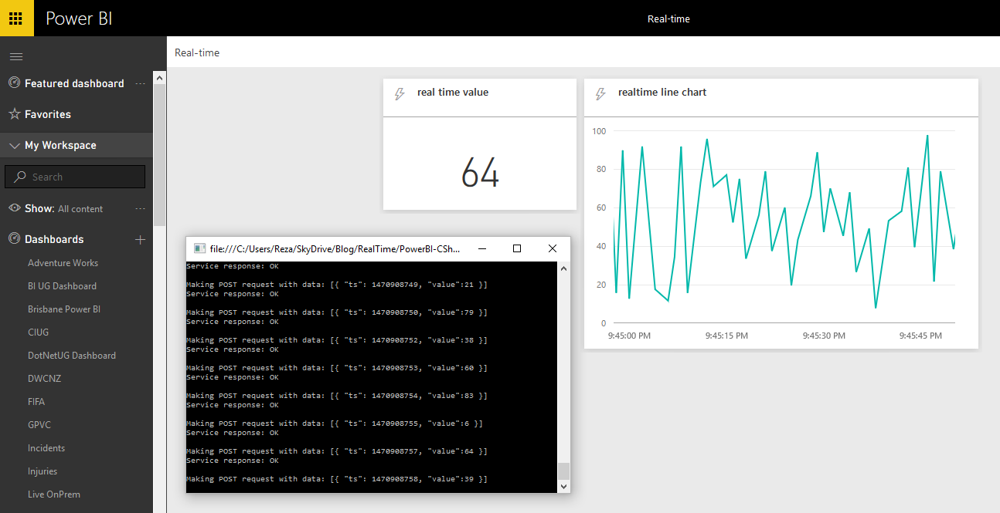 Power BI
Real-time
Featured dashboard ...
Favorites
My Workspace
Search
Show: All content ...
Dashboards +
Adventure Works
BI UG Dashboard
Brisbane Power BI
CIUG
DotNetUG Dashboard
DWCNZ
FIFA
GPVC
Incidents
Injuries
Live OnPrem
Real-time
real time value
64
realtime line chart
100
80
60
40
20
0
9:45:00 PM 9:45:15 PM 9:45:30 PM 9:45:45 PM
file:///C:/Users/Reza/SkyDrive/Blog/RealTime/PowerBI-CSh...
Service response: OK
Making POST request with data: [{ "ts": 1470908749, "value":21 }]
Service response: OK
Making POST request with data: [{ "ts": 1470908750, "value":79 }]
Service response: OK
Making POST request with data: [{ "ts": 1470908752, "value":38 }]
Service response: OK
Making POST request with data: [{ "ts": 1470908753, "value":60 }]
Service response: OK
Making POST request with data: [{ "ts": 1470908754, "value":83 }]
Service response: OK
Making POST request with data: [{ "ts": 1470908755, "value":6 }]
Service response: OK
Making POST request with data: [{ "ts": 1470908757, "value":64 }]
Service response: OK
Making POST request with data: [{ "ts": 1470908758, "value":39 }]